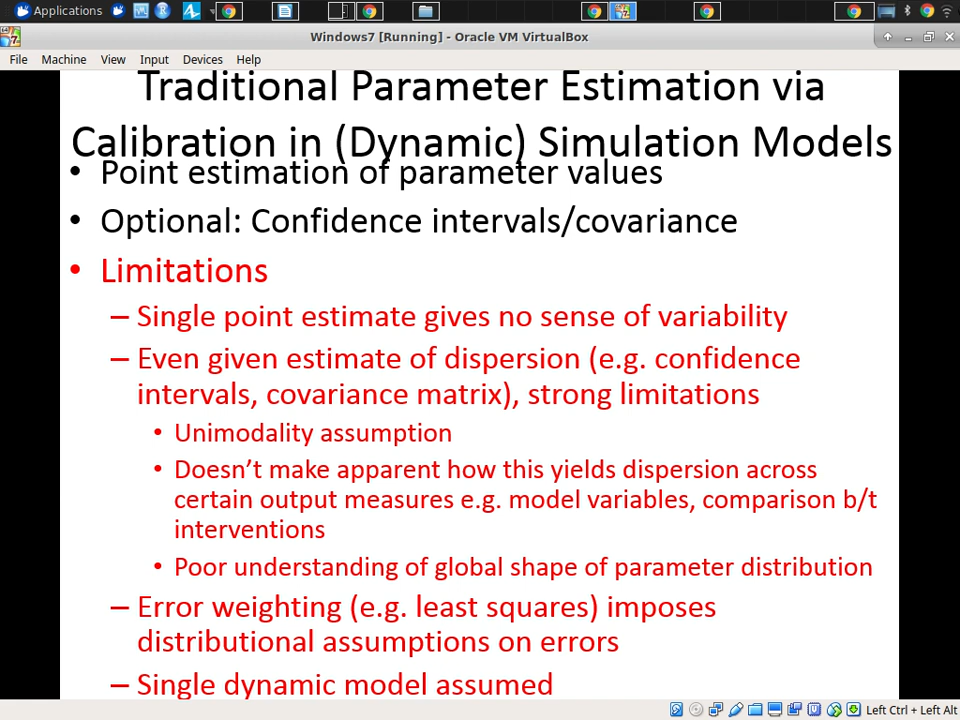 Applications
Windows7 [Running] - Oracle VM VirtualBox
File Machine View Input Devices Help
Traditional Parameter Estimation via
Calibration in (Dynamic) Simulation Models
• Point estimation of parameter values
• Optional: Confidence intervals/covariance
• Limitations
– Single point estimate gives no sense of variability
– Even given estimate of dispersion (e.g. confidence
intervals, covariance matrix), strong limitations
• Unimodality assumption
• Doesn’t make apparent how this yields dispersion across
certain output measures e.g. model variables, comparison b/t
interventions
• Poor understanding of global shape of parameter distribution
– Error weighting (e.g. least squares) imposes
distributional assumptions on errors
– Single dynamic model assumed
Left Ctrl + Left Alt